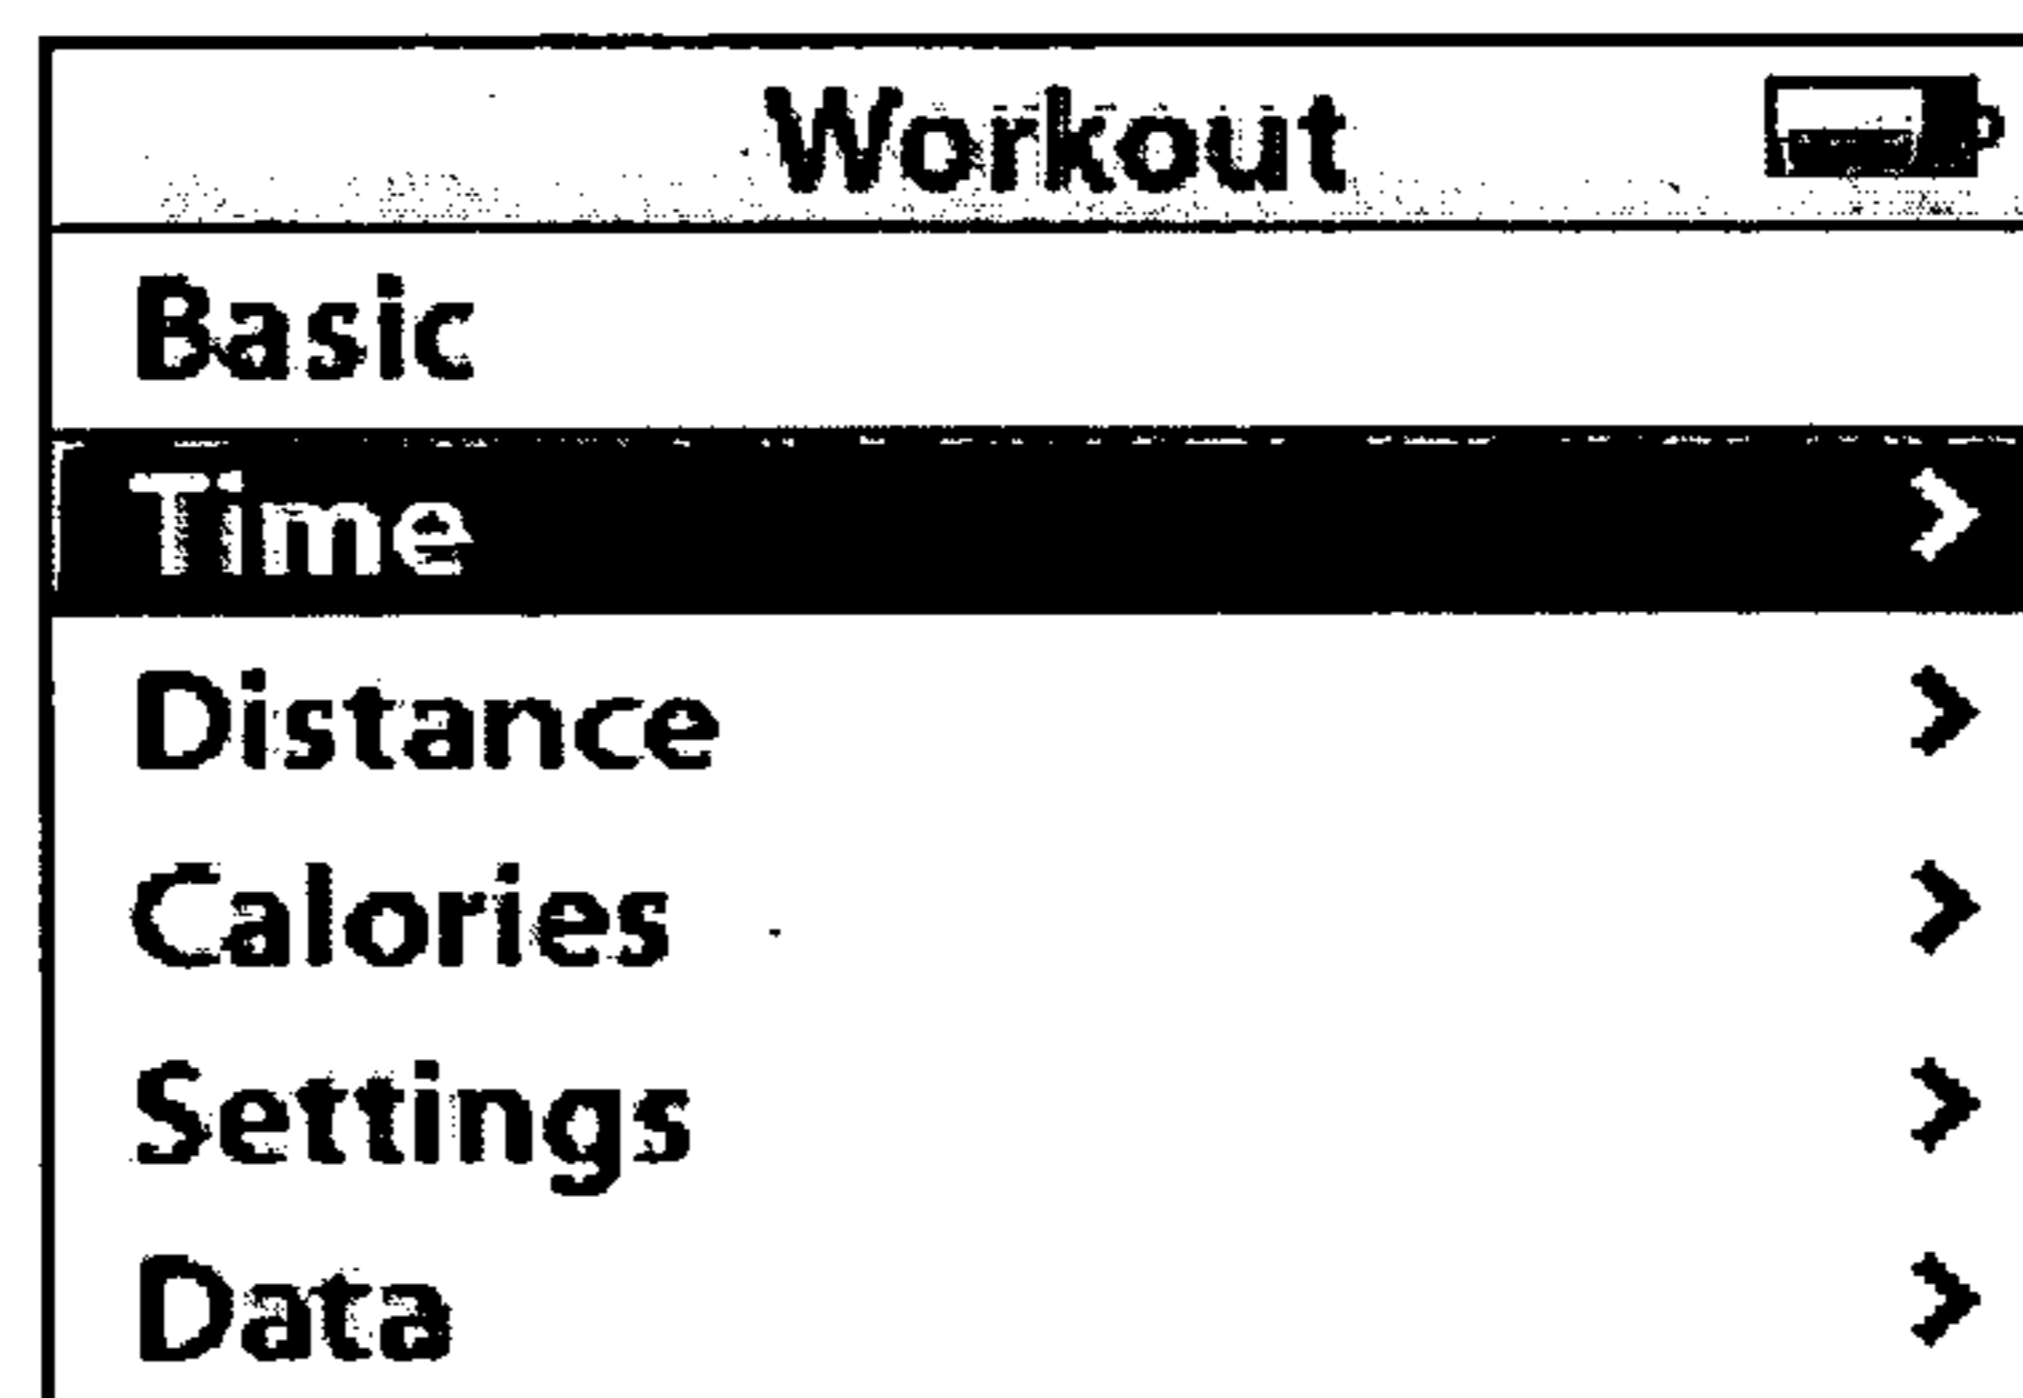 Workout
Basic
Time >
Distance >
Calories >
Settings >
Data >